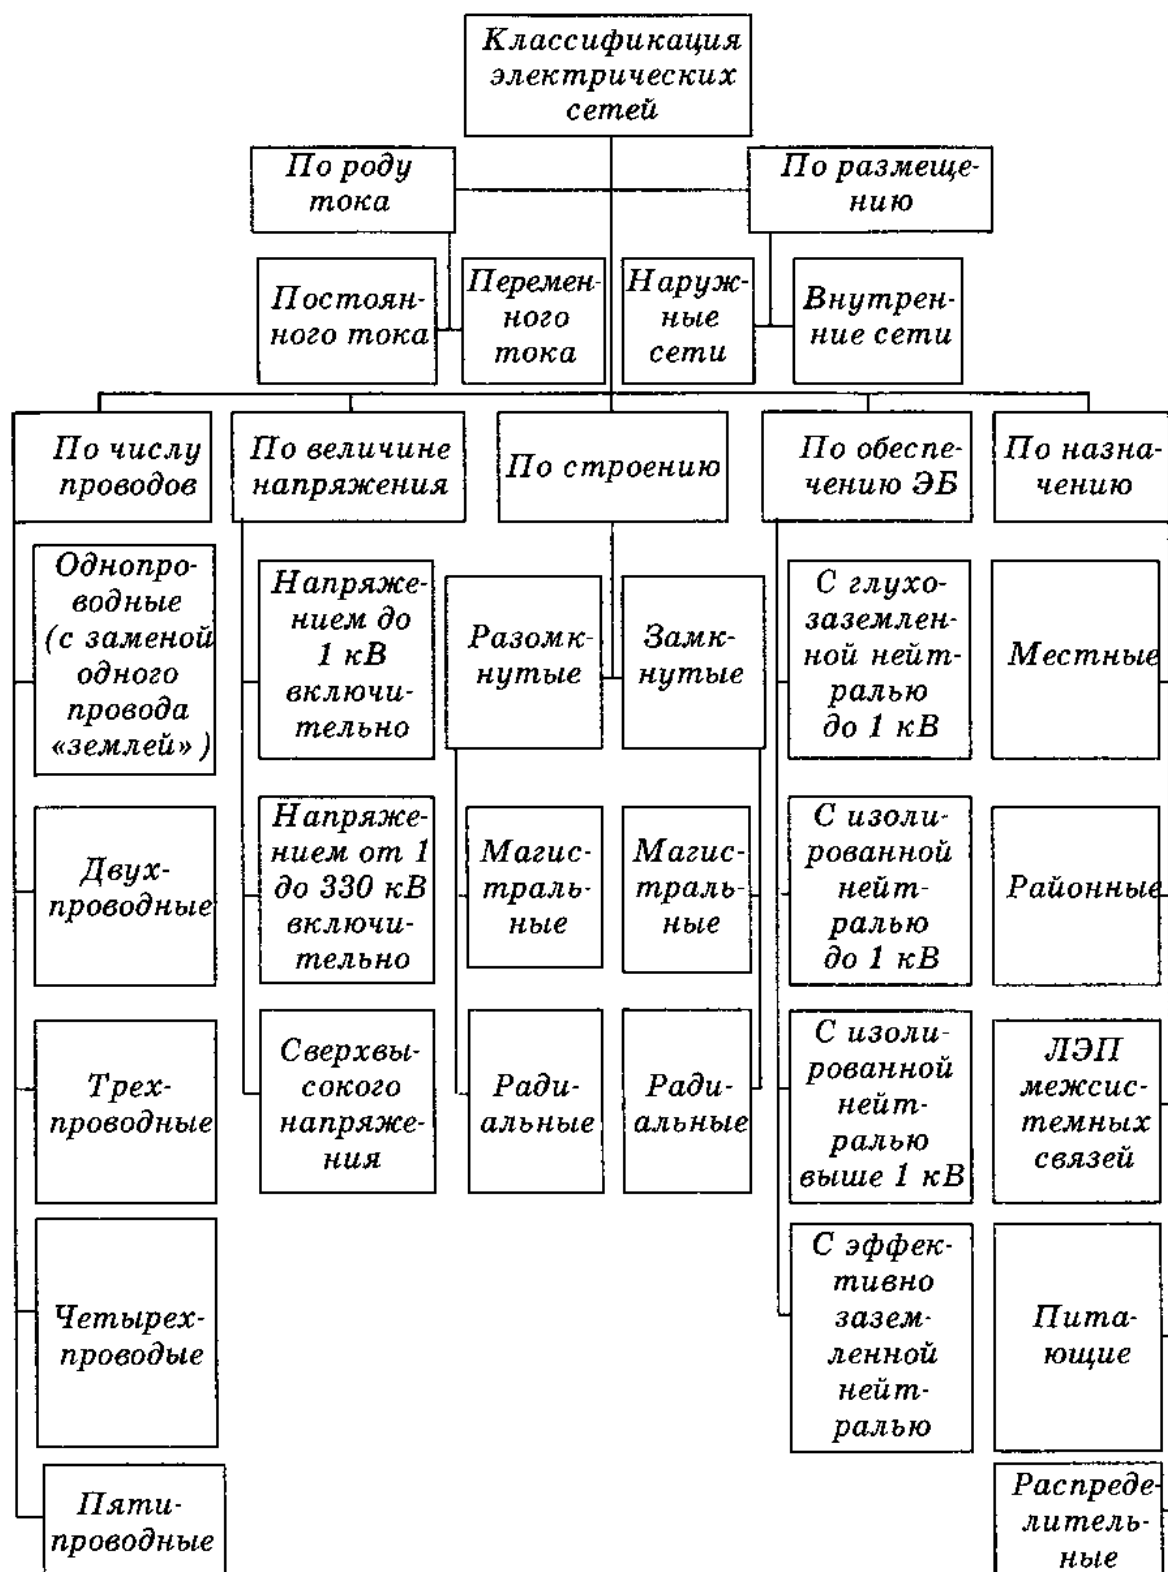 Классификация
электрических
сетей
По роду
тока
По размеще-
нию
Постоян-
ного тока
Перемен-
ного
тока
Наруж-
ные
сети
Внутрен-
ние сети
По числу
проводов
По величине
напряжения
По строению
По обеспе-
чению ЭБ
По назна-
чению
Однопро-
водные
(с заменой
одного
провода
«землей»)
Напряже-
нием до
1 кВ
включи-
тельно
Разомк-
нутые
Замк-
нутые
С глухо-
заземлен-
ной нейт-
ралью
до 1 кВ
Местные
Двух-
проводные
Напряже-
нием от 1
до 330 кВ
включи-
тельно
Магис-
траль-
ные
Магис-
траль-
ные
С изоли-
рованной
нейт-
ралью
до 1 кВ
Районные
Трех-
проводные
Сверхвы-
сокого
напряже-
ния
Ради-
альные
Ради-
альные
С изоли-
рованной
нейт-
ралью
выше 1 кВ
ЛЭП
межсис-
темных
связей
Четырех-
проводые
С эффек-
тивно
зазем-
ленной
нейт-
ралью
Пита-
ющие
Пяти-
проводные
Распреде-
литель-
ные